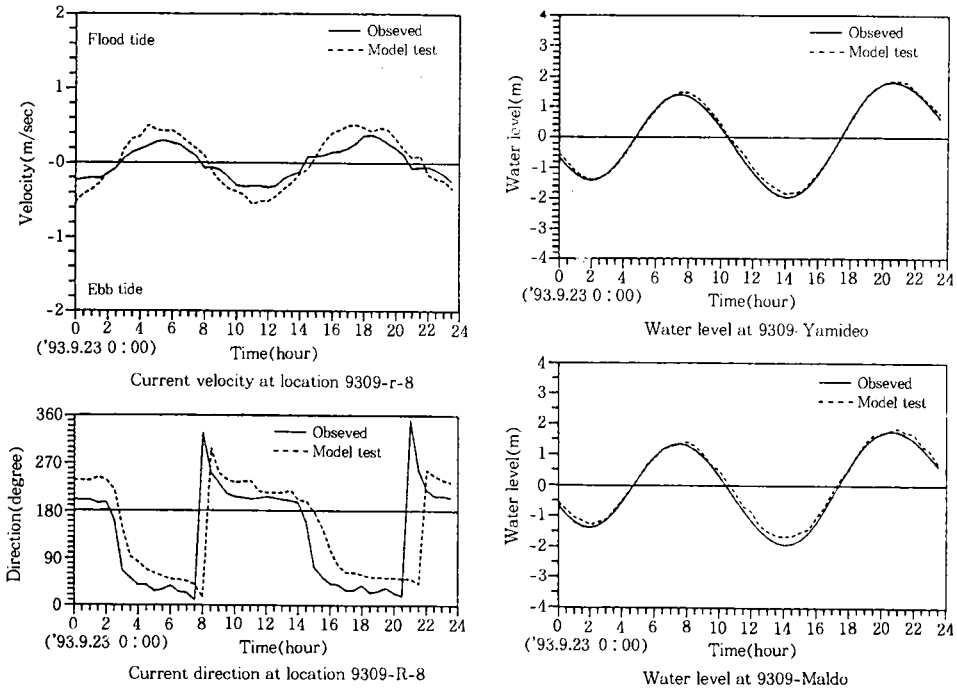 2
1
-0
-1
-2
Velocity(m/sec)
Flood tide
Obseved
Model test
Ebb tide
0 2 4 6 8 10 12 14 16 18 20 22 24
('93.9.23 0 : 00)
Time(hour)
Current velocity at location 9309-r-8
4
3
2
1
0
-1
-2
-3
-4
Water level(m)
Obseved
Model test
0 2 4 6 8 10 12 14 16 18 20 22 24
('93.9.23 0 : 00)
Time(hour)
Water level at 9309-Yamideo
360
270
180
90
0
Direction(degree)
Obseved
Model test
0 2 4 6 8 10 12 14 16 18 20 22 24
('93.9.23 0 : 00)
Time(hour)
Current direction at location 9309-R-8
4
3
2
1
0
-1
-2
-3
-4
Water level(m)
Obseved
Model test
0 2 4 6 8 10 12 14 16 18 20 22 24
('93.9.23 0 : 00)
Time(hour)
Water level at 9309-Maldo